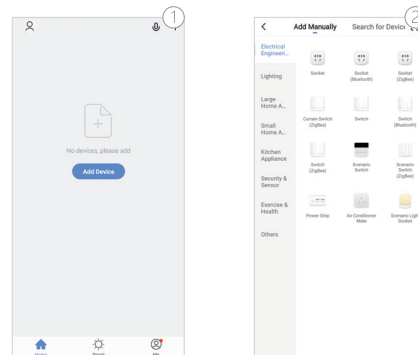 1
No devices, please add
Add Device
Home
Smart
Me
2
Add Manually
Search for Devic
Electrical
Engineeri...
Lighting
Large
Home A...
Small
Home A...
Kitchen
Appliance
Security &
Sensor
Exercise &
Health
Others
Socket
Socket
(Bluetooth)
Socket
(ZigBee)
Curtain Switch
(ZigBee)
Switch
Switch
(Bluetooth)
Switch
(ZigBee)
Scenario
Switch
Scenario
Switch
(ZigBee)
Power Strip
Air Conditioner
Mate
Scenario Light
Socket